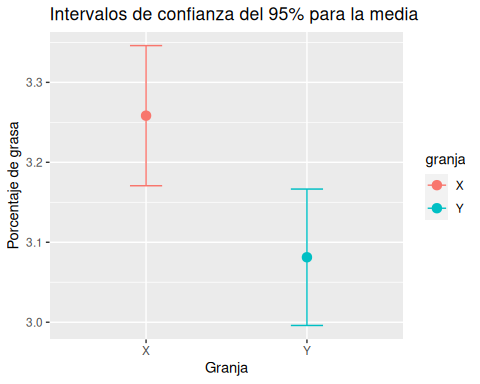 Intervalos de confianza del 95% para la media
Porcentaje de grasa
3.3
3.2
3.1
3.0
X
Y
Granja
granja
X
Y